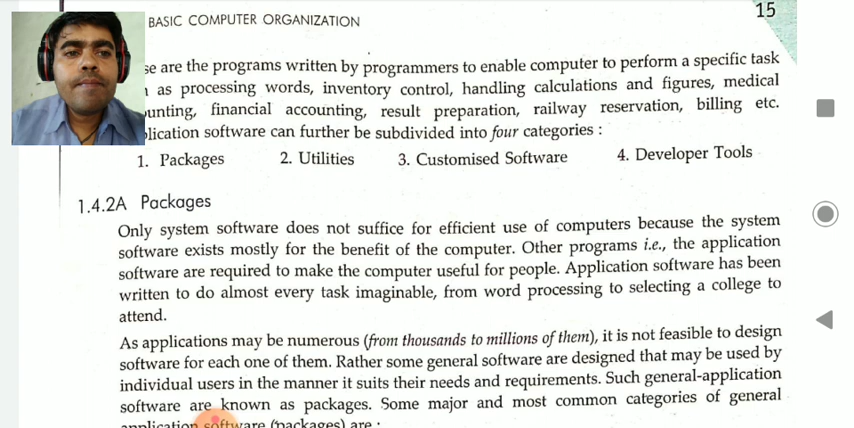 BASIC COMPUTER ORGANIZATION
15
are the programs written by programmers to enable computer to perform a specific task
as processing words, inventory control, handling calculations and figures, medical
financial accounting, result preparation, railway reservation, billing etc.
software can further be subdivided into four categories :
1. Packages 2. Utilities 3. Customised Software 4. Developer Tools
1.4.2A Packages
Only system software does not suffice for efficient use of computers because the system
software exists mostly for the benefit of the computer. Other programs i.e., the application
software are required to make the computer useful for people. Application software has been
written to do almost every task imaginable, from word processing to selecting a college to
attend.
As applications may be numerous (from thousands to millions of them), it is not feasible to design
software for each one of them. Rather some general software are designed that may be used by
individual users in the manner it suits their needs and requirements. Such general-application
software are known as packages. Some major and most common categories of general
application software (packages) are :